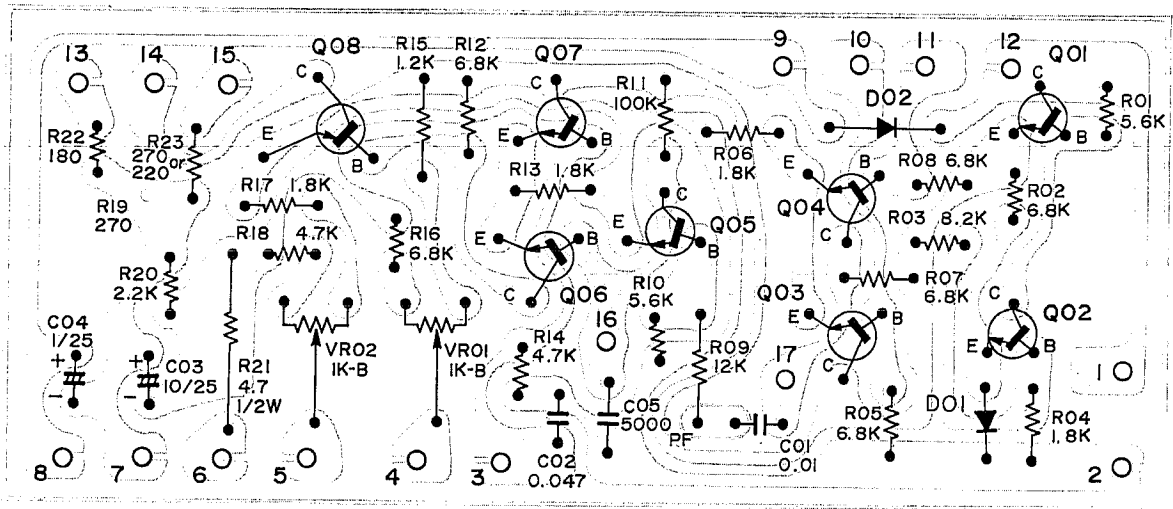 13
14
15
Q08
R15
1.2K
R12
6.8K
Q07
R11
100K
9
10
11
12
Q01
C
E
B
R22
180
R23
270 or
220
C
E
B
D02
R06
1.8K
C
E
B
R01
5.6K
R17 1.8K
R13 1.8K
R19
270
R18 4.7K
R16
6.8K
C
E
B
Q05
E
B
C
Q04
R08 6.8K
R03 8.2K
R02
6.8K
R20
2.2K
E
B
C
Q06
R10
5.6K
16
R07
6.8K
Q03
E
B
C
C
E
B
Q02
C04
1/25
+
-
C03
10/25
+
-
R21
47
1/2W
VR02
1K-B
VR01
1K-B
R14
4.7K
R09
12K
17
1
C05
5000
PF
C02
0.047
C01
0.01
R05
6.8K
D01
R04
1.8K
8
7
6
5
4
3
2